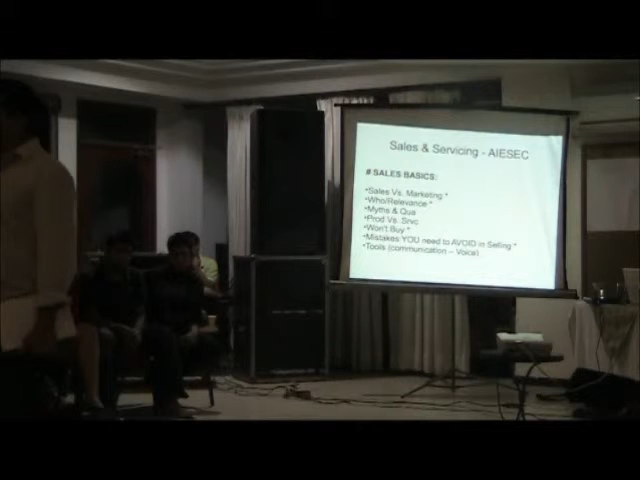 Sales & Servicing - AIESEC
# SALES BASICS:
•Sales Vs. Marketing *
•Who/Relevance *
•Myths & Qua
•Prod Vs. Srvc
•Won't Buy *
•Mistakes YOU need to AVOID in Selling *
•Tools (communication – Voice)